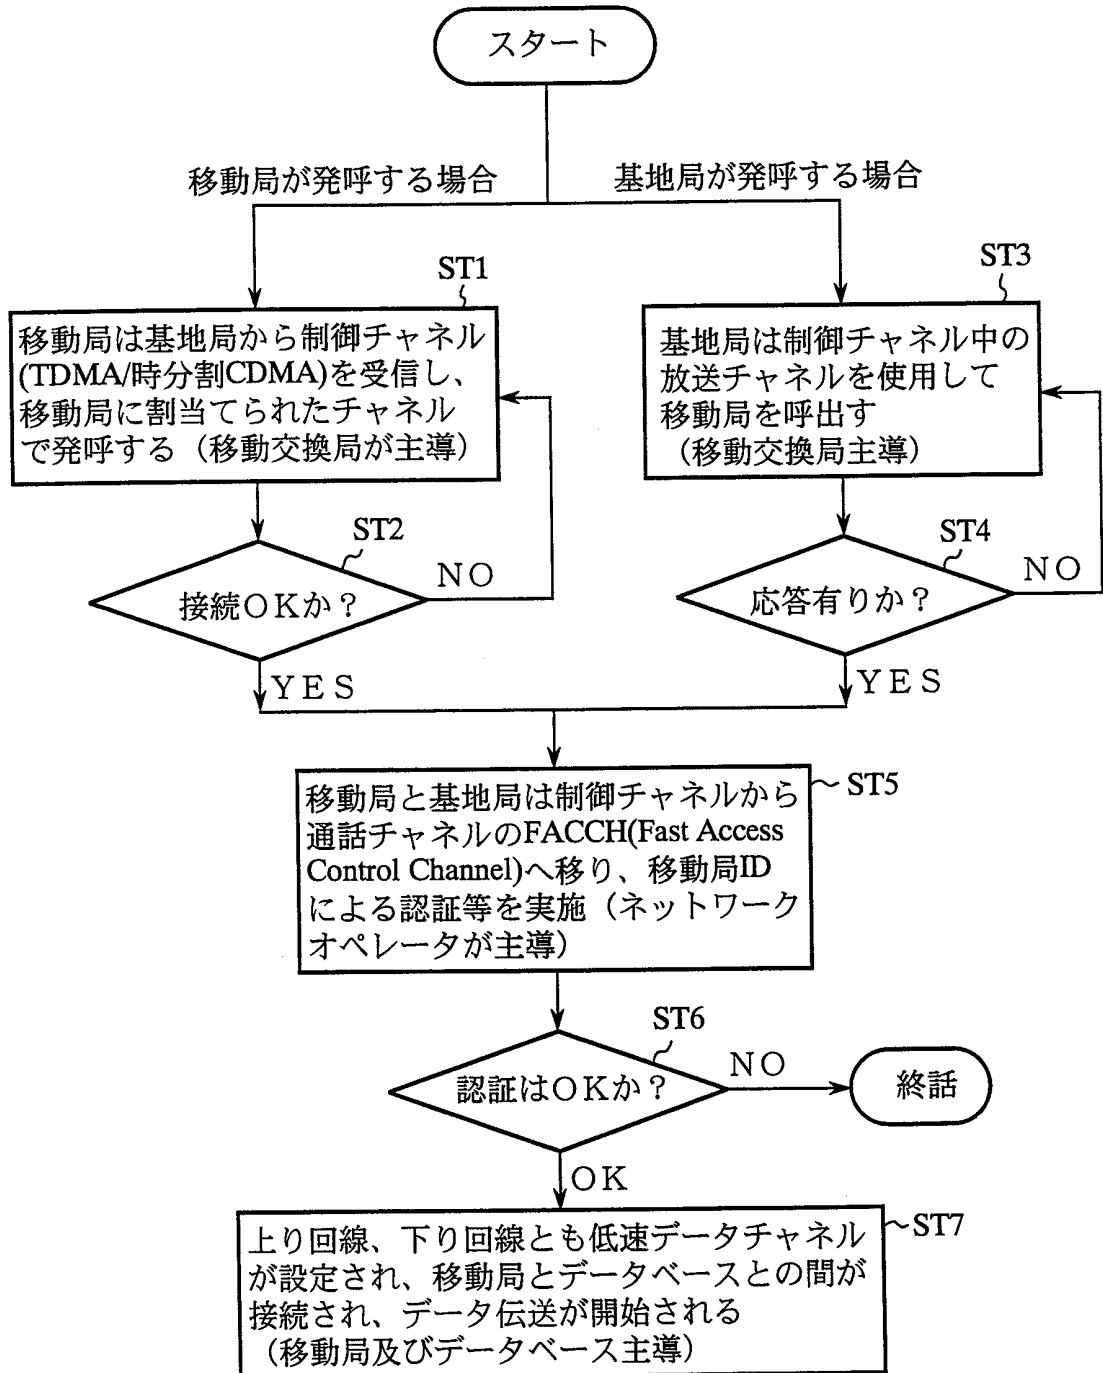 スタート
移動局が発呼する場合
基地局が発呼する場合
ST1
移動局は基地局から制御チャネル
(TDMA/時分割CDMA)を受信し、
移動局に割当てられたチャネル
で発呼する（移動交換局が主導）
ST3
基地局は制御チャネル中の
放送チャネルを使用して
移動局を呼出す
（移動交換局主導）
ST2
接続ＯＫか？
ＮＯ
ＹＥＳ
ST4
応答有りか？
ＮＯ
ＹＥＳ
ST5
移動局と基地局は制御チャネルから
通話チャネルのFACCH(Fast Access
Control Channel)へ移り、移動局ID
による認証等を実施（ネットワーク
オペレータが主導）
ST6
認証はＯＫか？
ＮＯ
終話
ＯＫ
ST7
上り回線、下り回線とも低速データチャネル
が設定され、移動局とデータベースとの間が
接続され、データ伝送が開始される
（移動局及びデータベース主導）